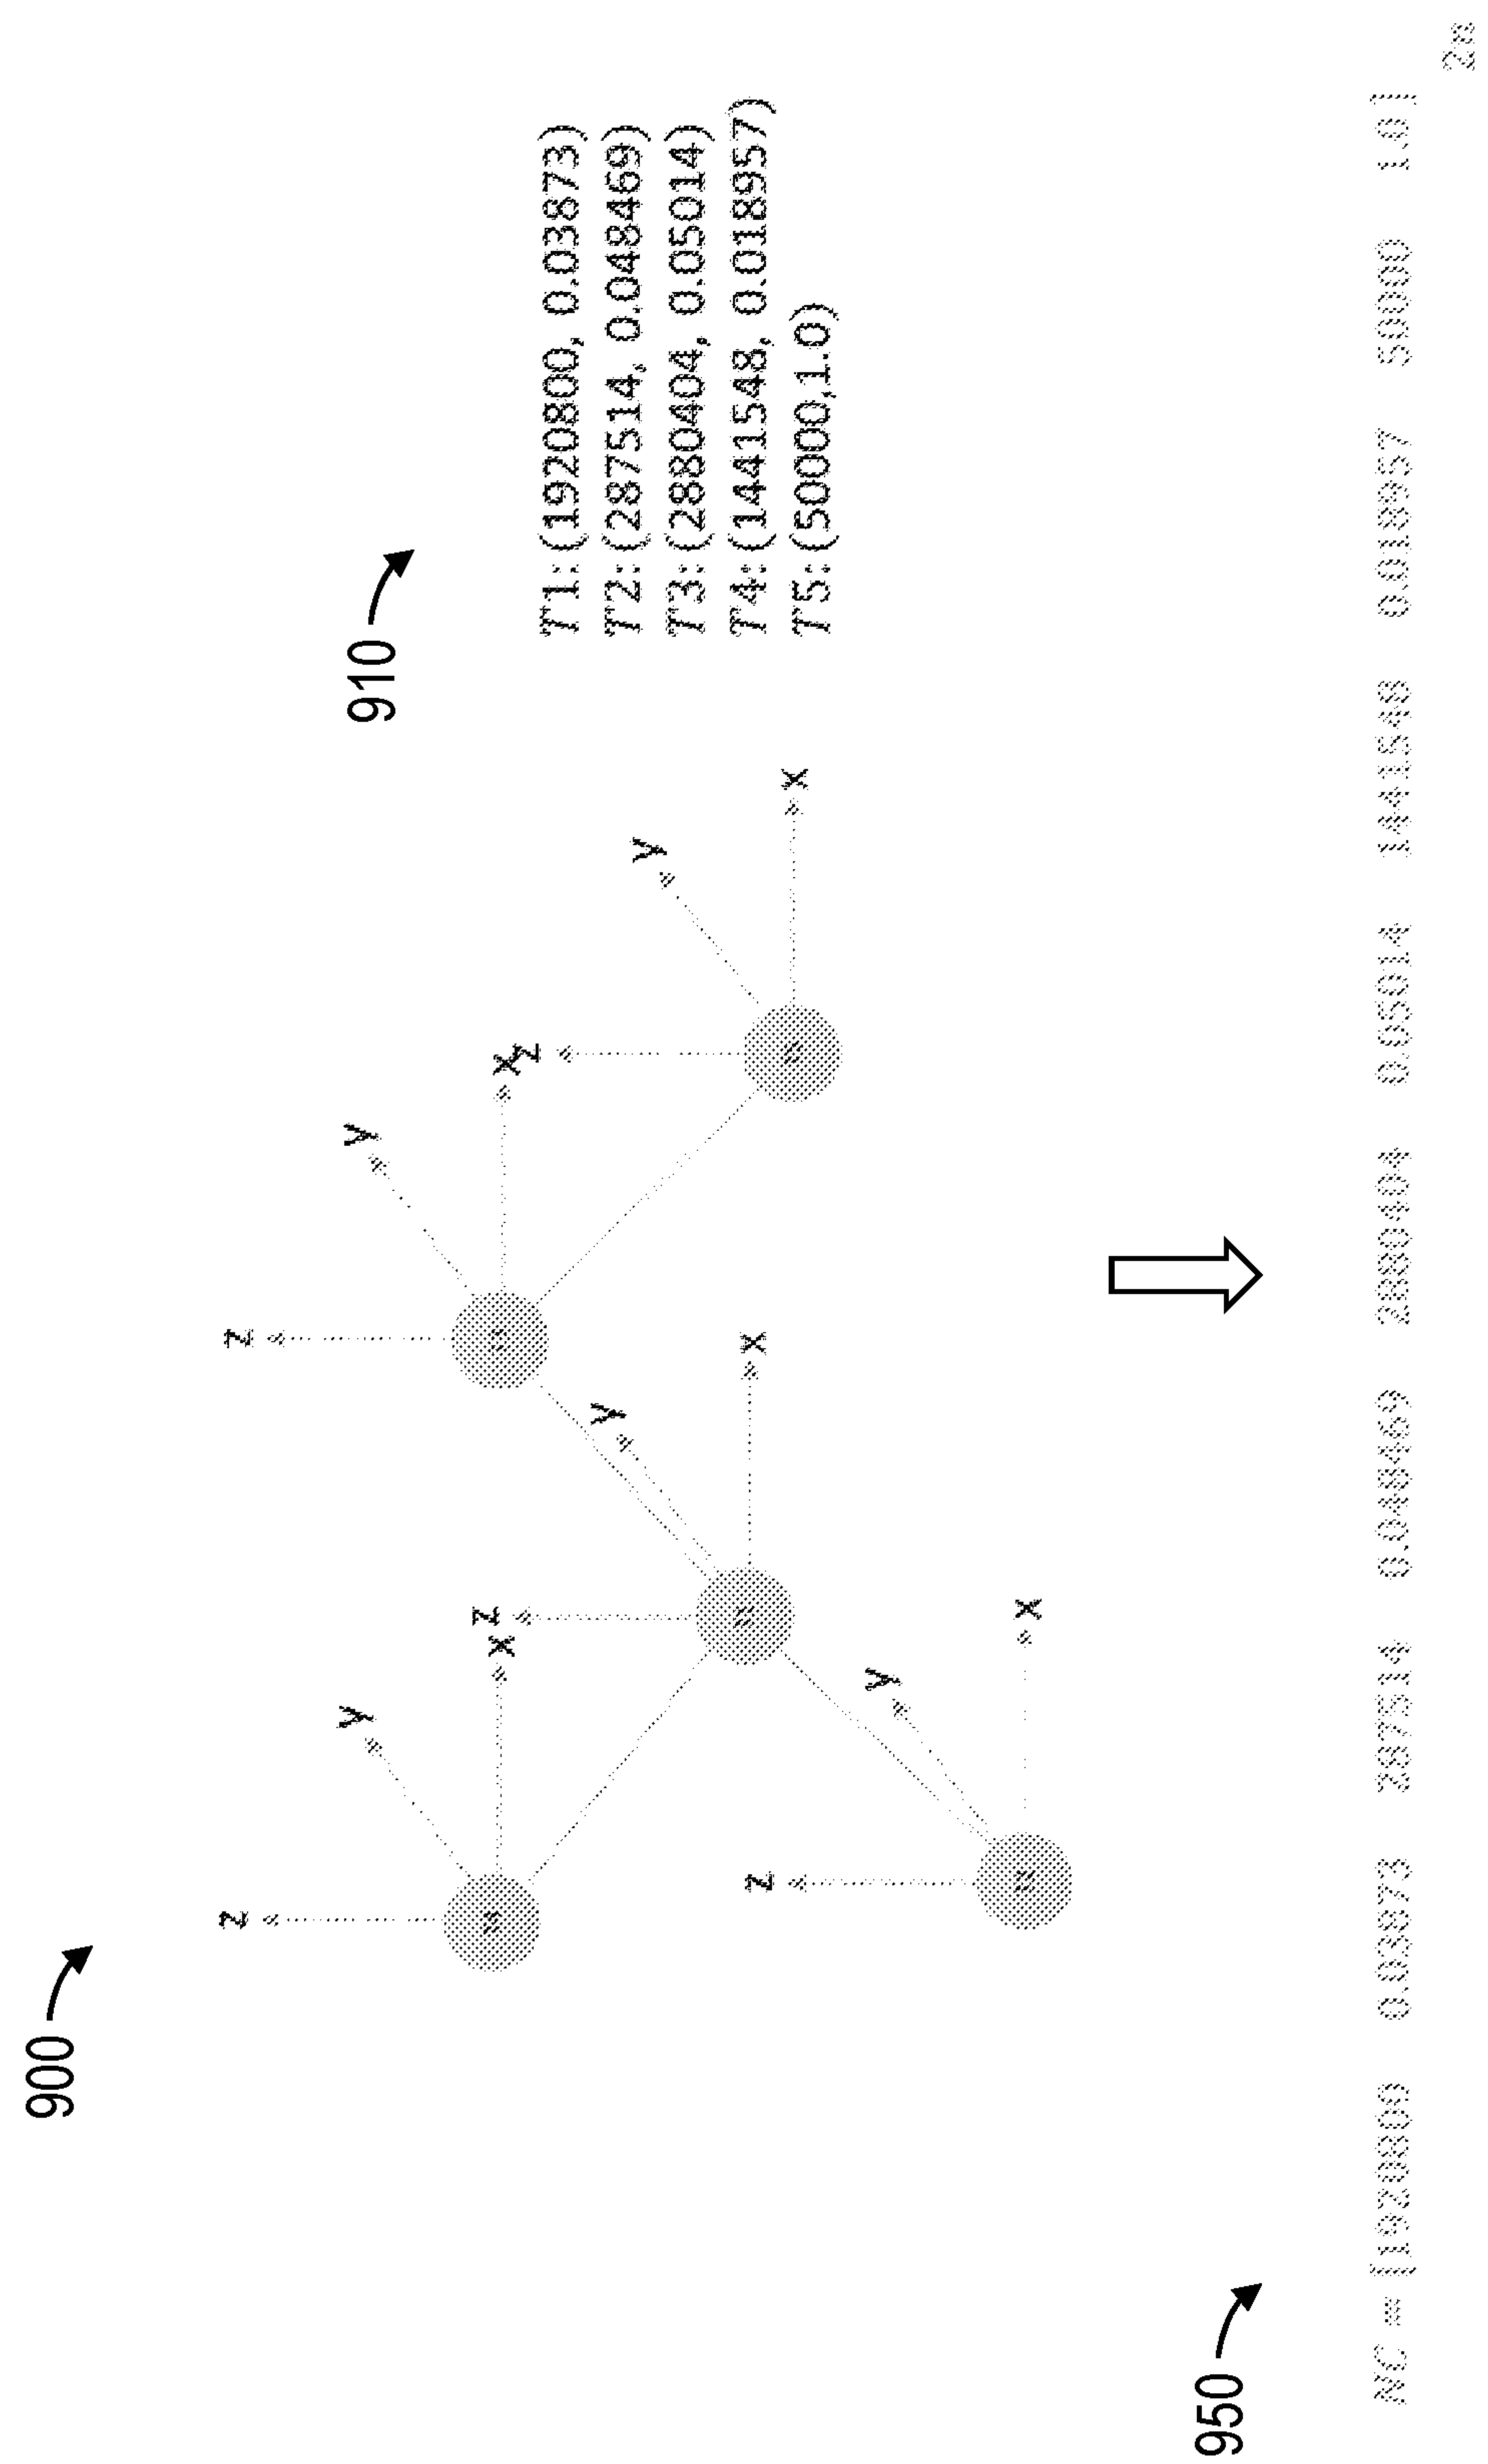 900
z z
y y 910
x z x z
T1:(1920800, 0.03873)
y T2:(287514, 0.048469)
y T3:(2880404, 0.05014)
z x T4:(1441548, 0.018957)
x T5:(50000,1.0)
y
x
950
NC = [1920800 0.03873 287514 0.048469 2880404 0.05014 1441548 0.018957 50000 1.0]